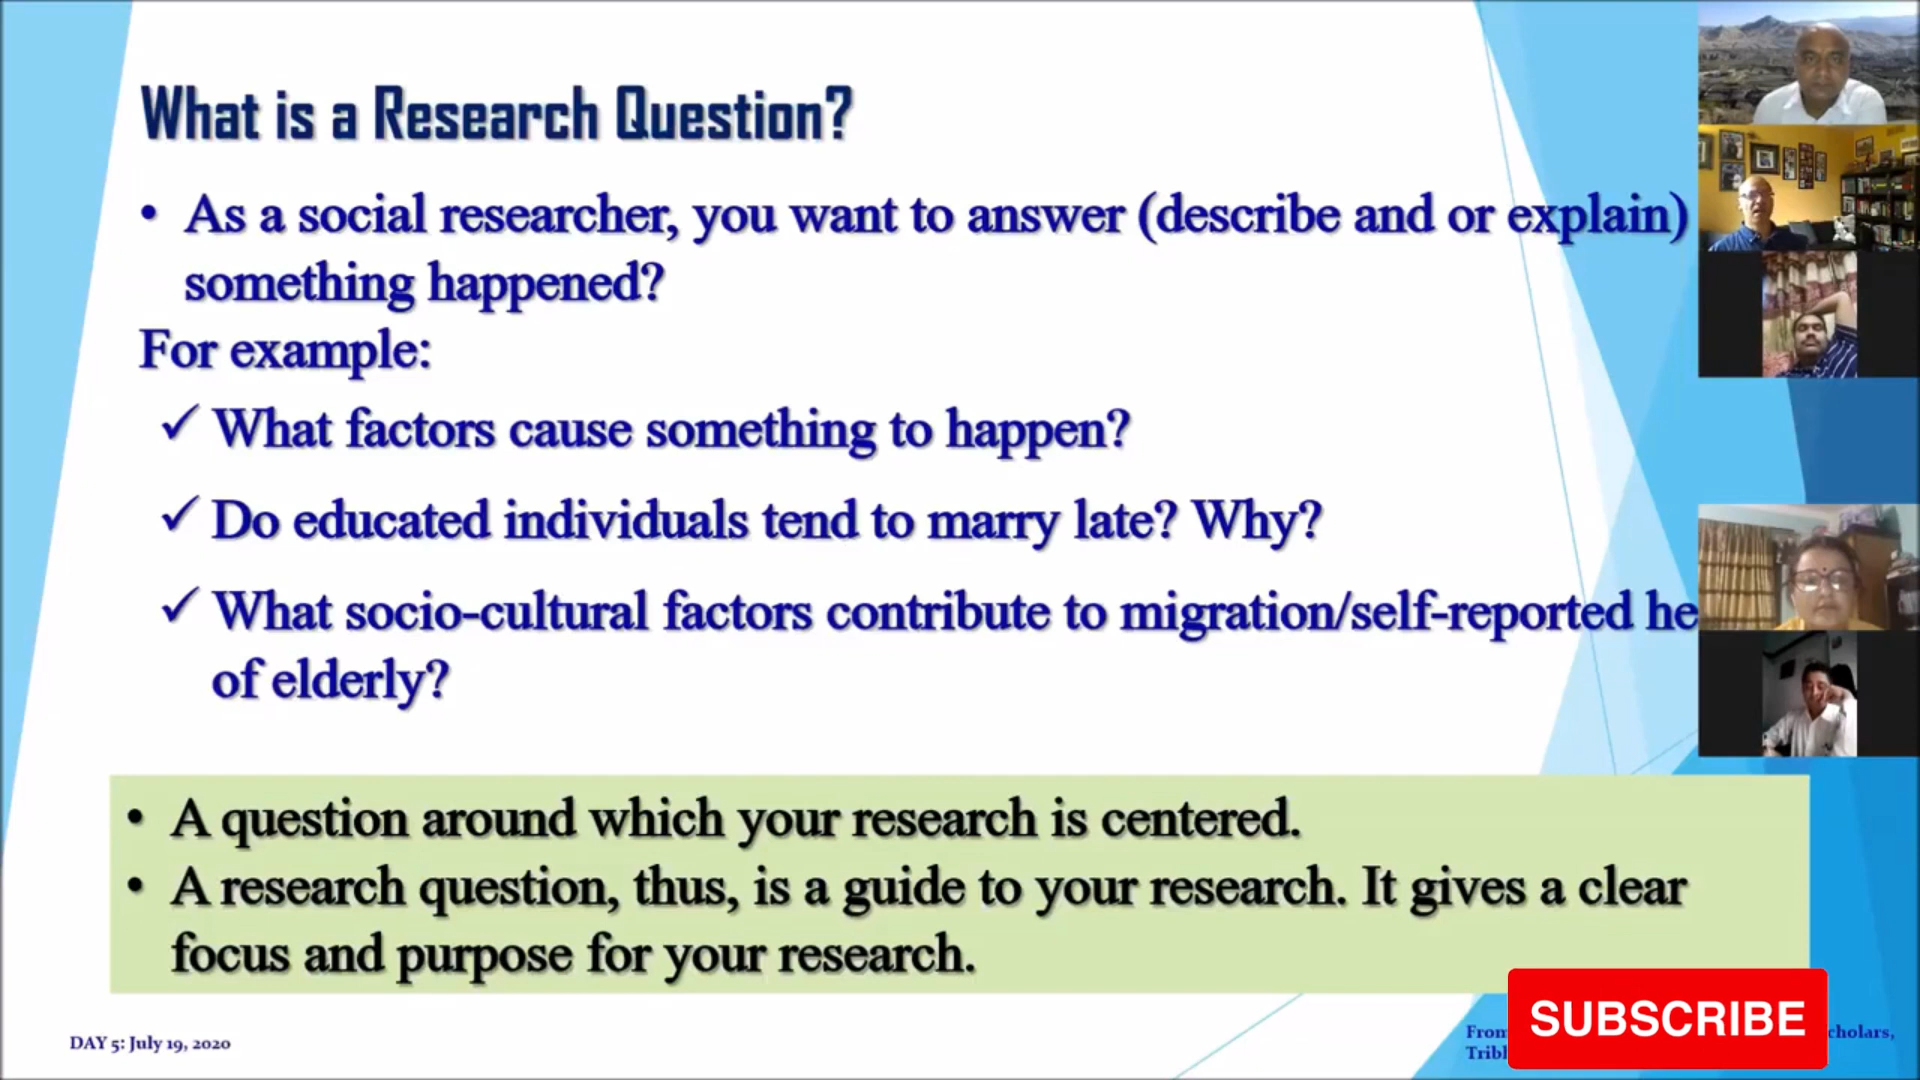 What is a Research Question?
• As a social researcher, you want to answer (describe and or explain)
something happened?
For example:
✓ What factors cause something to happen?
✓ Do educated individuals tend to marry late? Why?
✓ What socio-cultural factors contribute to migration/self-reported
of elderly?
• A question around which your research is centered.
• A research question, thus, is a guide to your research. It gives a clear
focus and purpose for your research.
DAY 5: July 19, 2020
SUBSCRIBE